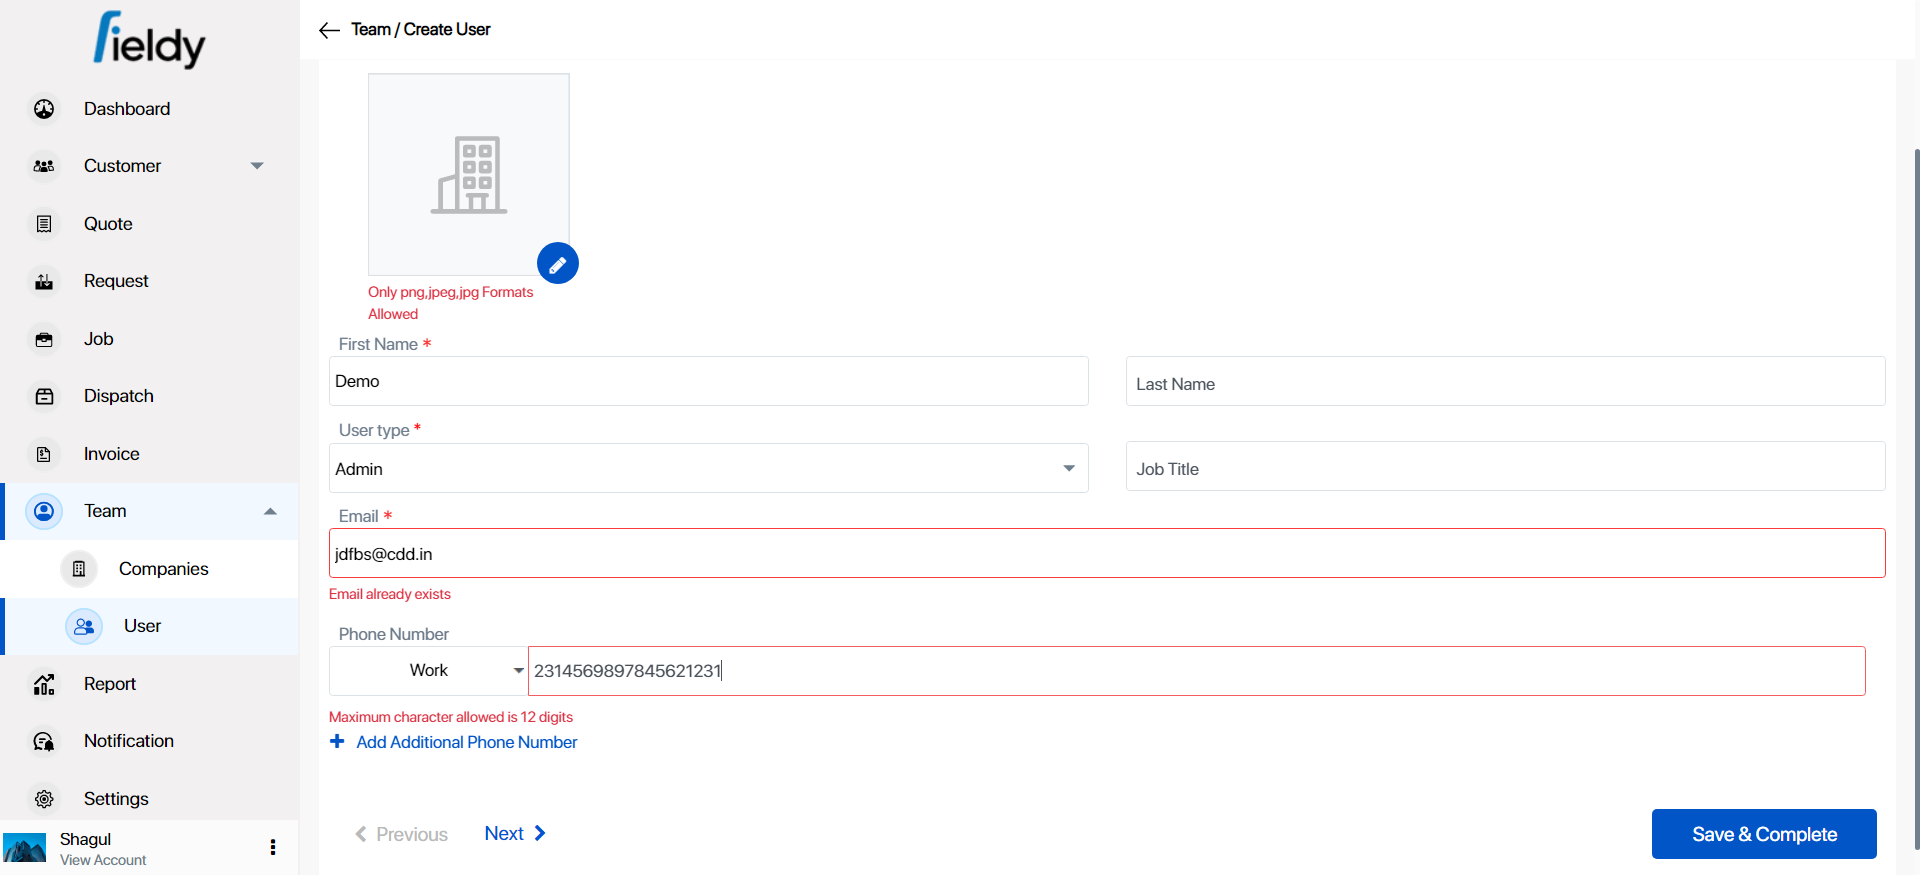 fieldy
Dashboard
Customer
Quote
Request
Job
Dispatch
Invoice
Team
Companies
User
Report
Notification
Settings
Shagul
View Account
Team / Create User
Only png,jpeg,jpg Formats
Allowed
First Name *
Demo
Last Name
User type *
Admin
Job Title
Email *
jdfbs@cdd.in
Email already exists
Phone Number
Work
2314569897845621231
Maximum character allowed is 12 digits
+ Add Additional Phone Number
Previous
Next
Save & Complete